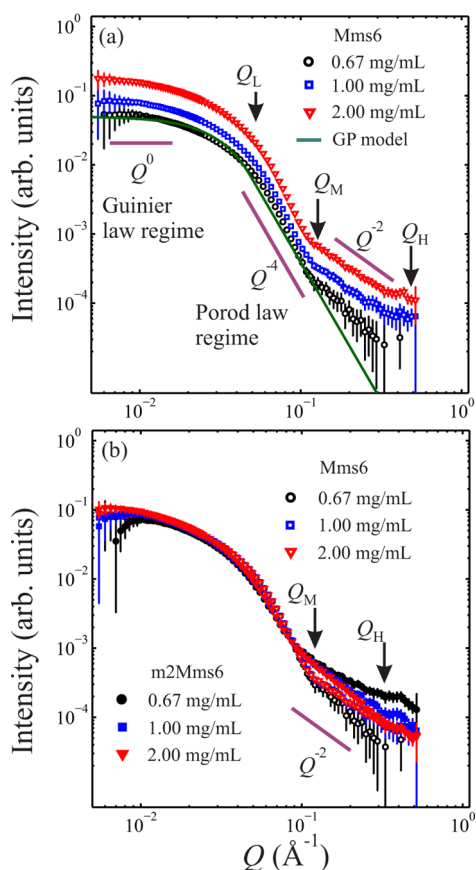 (a)
Mms6
0.67 mg/mL
1.00 mg/mL
2.00 mg/mL
GP model
Q_L
Q_M
Q_H
Q^0
Q^-2
Q^-4
Guinier
law regime
Porod law
regime
Intensity (arb. units)
10^0
10^-1
10^-2
10^-3
10^-4
10^-2
10^-1
10^0
(b)
Mms6
0.67 mg/mL
1.00 mg/mL
2.00 mg/mL
Q_M
Q_H
m2Mms6
0.67 mg/mL
1.00 mg/mL
2.00 mg/mL
Q^-2
Intensity (arb. units)
10^0
10^-1
10^-2
10^-3
10^-4
10^-2
10^-1
10^0
Q (Å^-1)